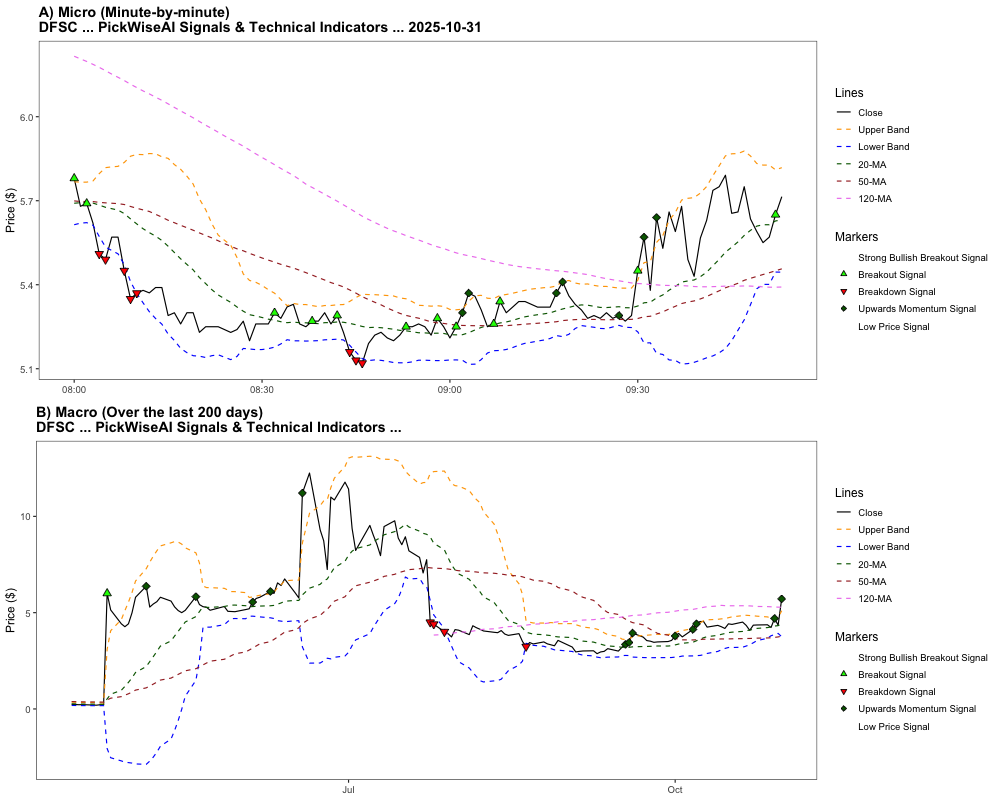 A) Micro (Minute-by-minute)
DFSC ... PickWiseAI Signals & Technical Indicators ... 2025-10-31
Price ($)
6.0
5.7
5.4
5.1
08:00
08:30
09:00
09:30
Lines
Close
Upper Band
Lower Band
20-MA
50-MA
120-MA
Markers
Strong Bullish Breakout Signal
Breakout Signal
Breakdown Signal
Upwards Momentum Signal
Low Price Signal
B) Macro (Over the last 200 days)
DFSC ... PickWiseAI Signals & Technical Indicators ...
Price ($)
10
5
0
Jul
Oct
Lines
Close
Upper Band
Lower Band
20-MA
50-MA
120-MA
Markers
Strong Bullish Breakout Signal
Breakout Signal
Breakdown Signal
Upwards Momentum Signal
Low Price Signal